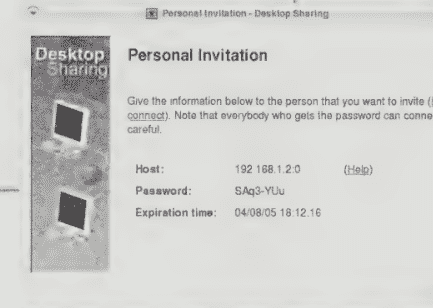 Personal Invitation - Desktop Sharing
Desktop
Sharing
Personal Invitation
Give the information below to the person that you want to invite (
connect). Note that everybody who gets the password can conne
careful.
Host: 192 168.1.2:0 (Help)
Password: SAq3-YUu
Expiration time: 04/08/05 18.12.16